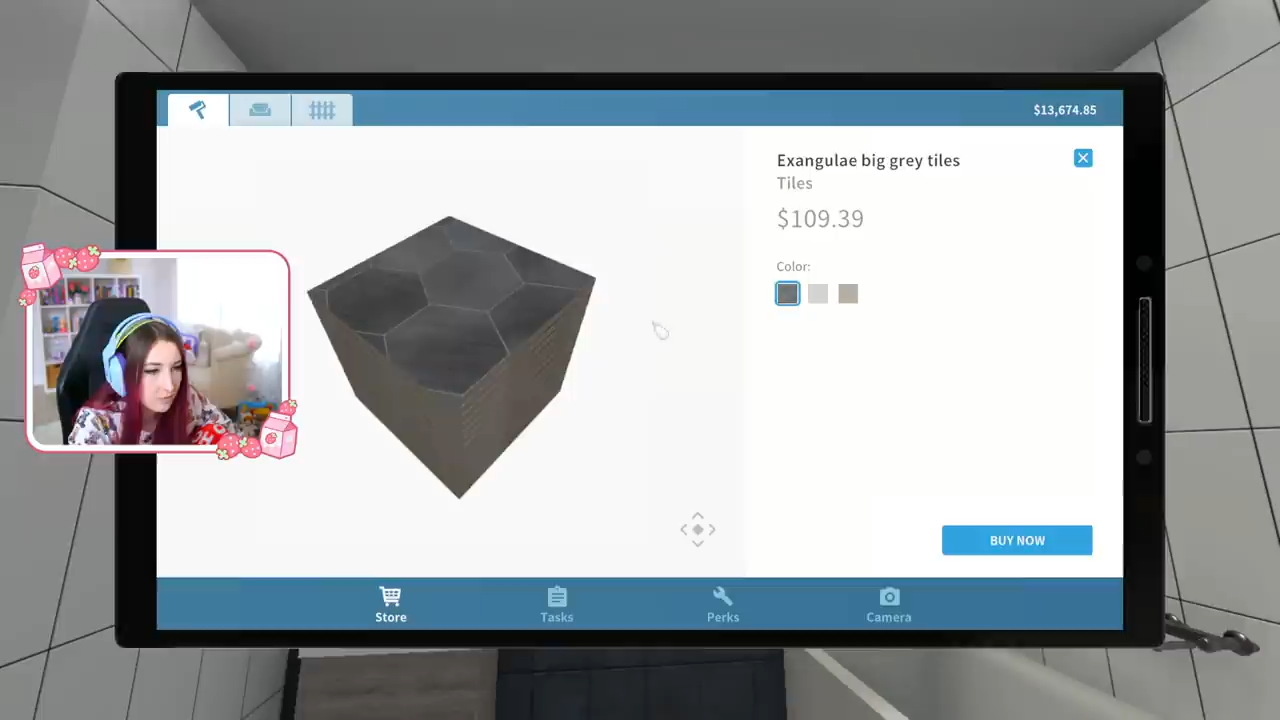 $13,674.85
Exangulae big grey tiles
Tiles
$109.39
Color:
BUY NOW
Store
Tasks
Perks
Camera